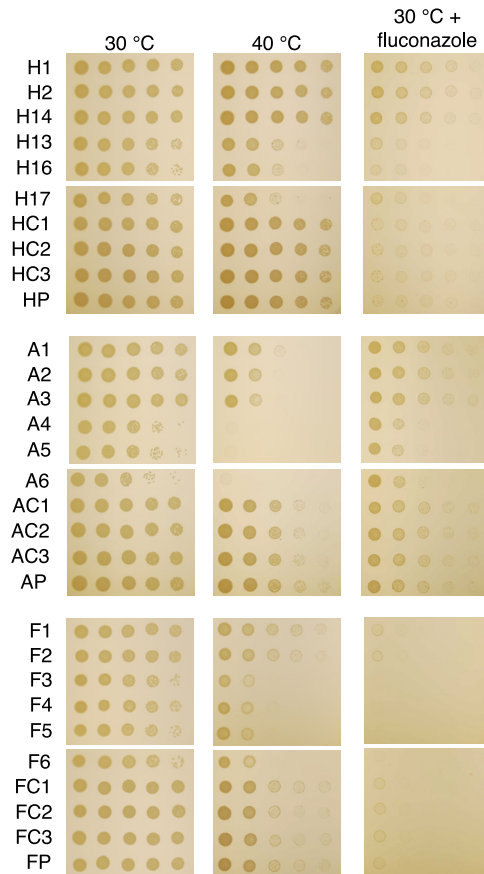 30 °C
40 °C
30 °C +
fluconazole
H1
H2
H14
H13
H16
H17
HC1
HC2
HC3
HP
A1
A2
A3
A4
A5
A6
AC1
AC2
AC3
AP
F1
F2
F3
F4
F5
F6
FC1
FC2
FC3
FP